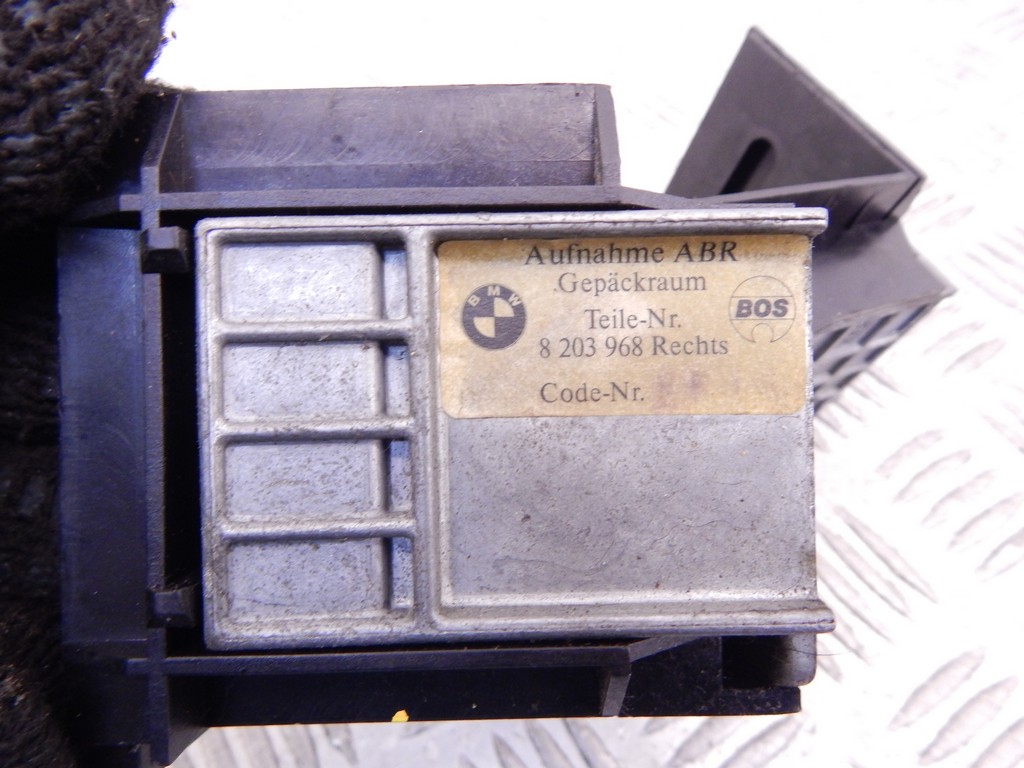 Aufnahme ABR
Gepäckraum
BMW
BOS
Teile-Nr.
8 203 968 Rechts
Code-Nr.